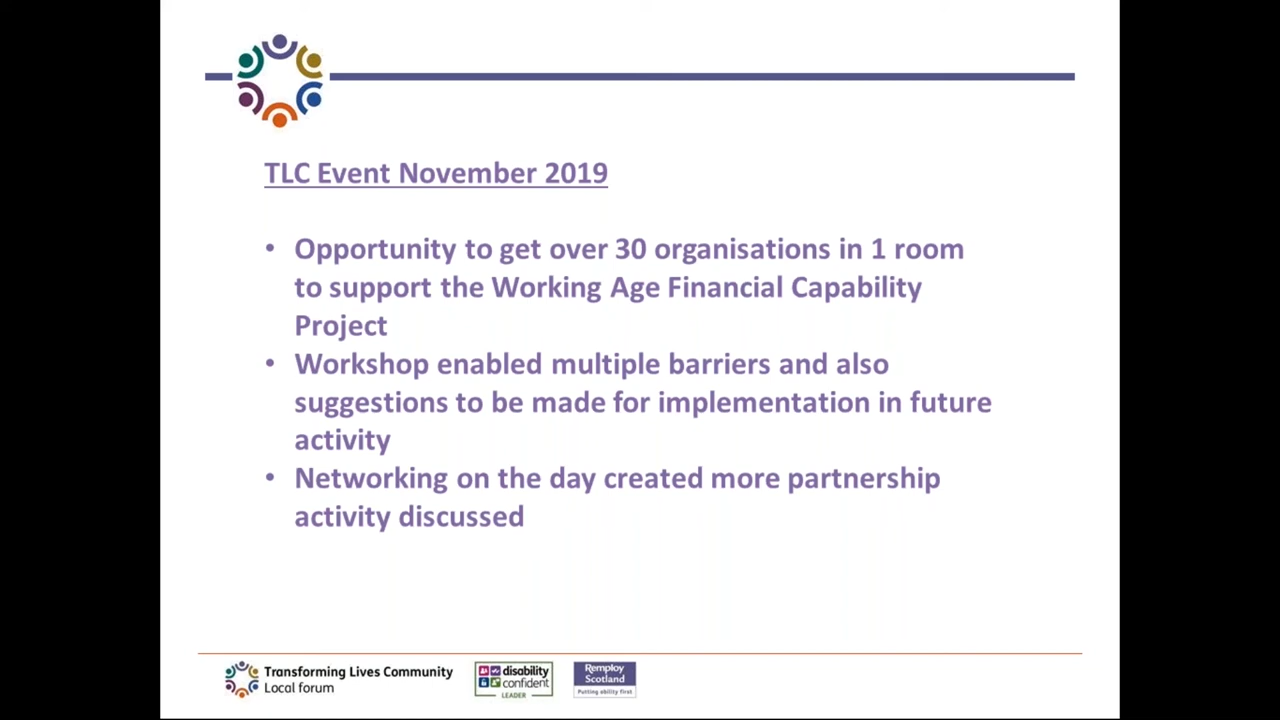 TLC Event November 2019
• Opportunity to get over 30 organisations in 1 room
to support the Working Age Financial Capability
Project
• Workshop enabled multiple barriers and also
suggestions to be made for implementation in future
activity
• Networking on the day created more partnership
activity discussed
Transforming Lives Community
Local forum
disability
confident
LEADER
Remploy
Scotland
Putting ability first